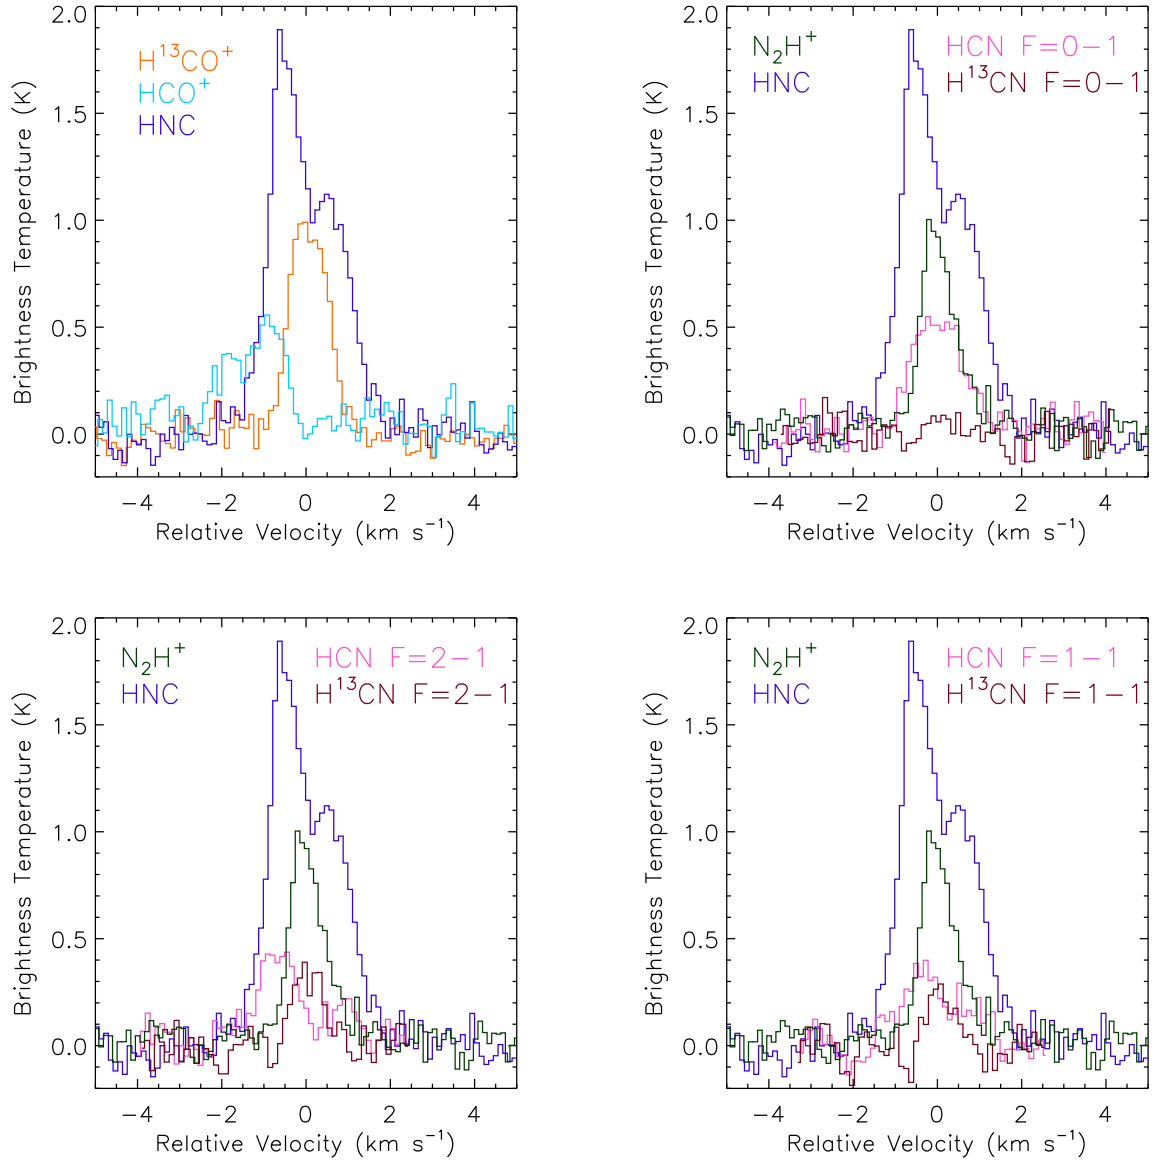 H¹³CO⁺
HCO⁺
HNC
Brightness Temperature (K)
2.0
1.5
1.0
0.5
0.0
−4 −2 0 2 4
Relative Velocity (km s⁻¹)
N₂H⁺ HCN F=0−1
HNC H¹³CN F=0−1
Brightness Temperature (K)
2.0
1.5
1.0
0.5
0.0
−4 −2 0 2 4
Relative Velocity (km s⁻¹)
N₂H⁺ HCN F=2−1
HNC H¹³CN F=2−1
Brightness Temperature (K)
2.0
1.5
1.0
0.5
0.0
−4 −2 0 2 4
Relative Velocity (km s⁻¹)
N₂H⁺ HCN F=1−1
HNC H¹³CN F=1−1
Brightness Temperature (K)
2.0
1.5
1.0
0.5
0.0
−4 −2 0 2 4
Relative Velocity (km s⁻¹)